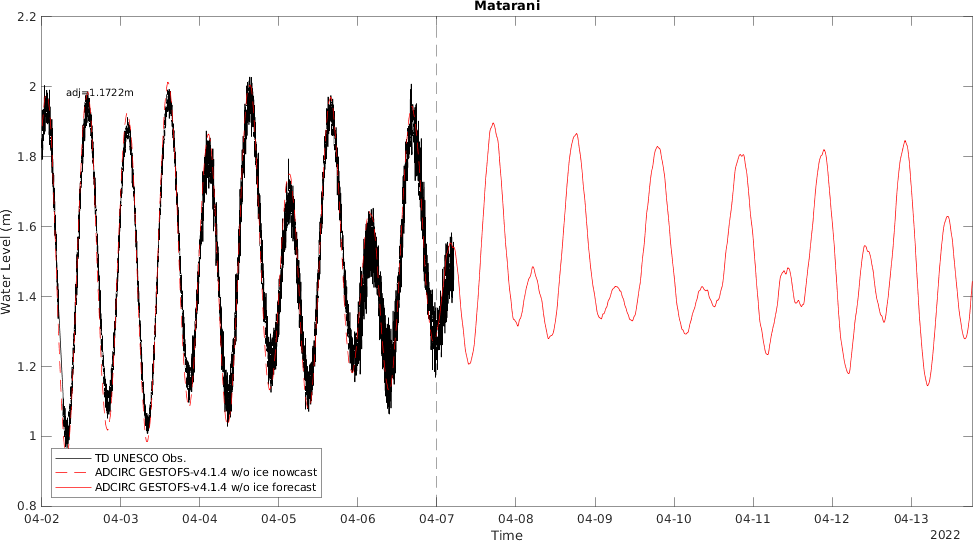 Matarani
2.2
2
1.8
1.6
1.4
1.2
1
0.8
Water Level (m)
adj=1.1722m
TD UNESCO Obs.
ADCIRC GESTOFS-v4.1.4 w/o ice nowcast
ADCIRC GESTOFS-v4.1.4 w/o ice forecast
04-02 04-03 04-04 04-05 04-06 04-07 04-08 04-09 04-10 04-11 04-12 04-13
Time
2022